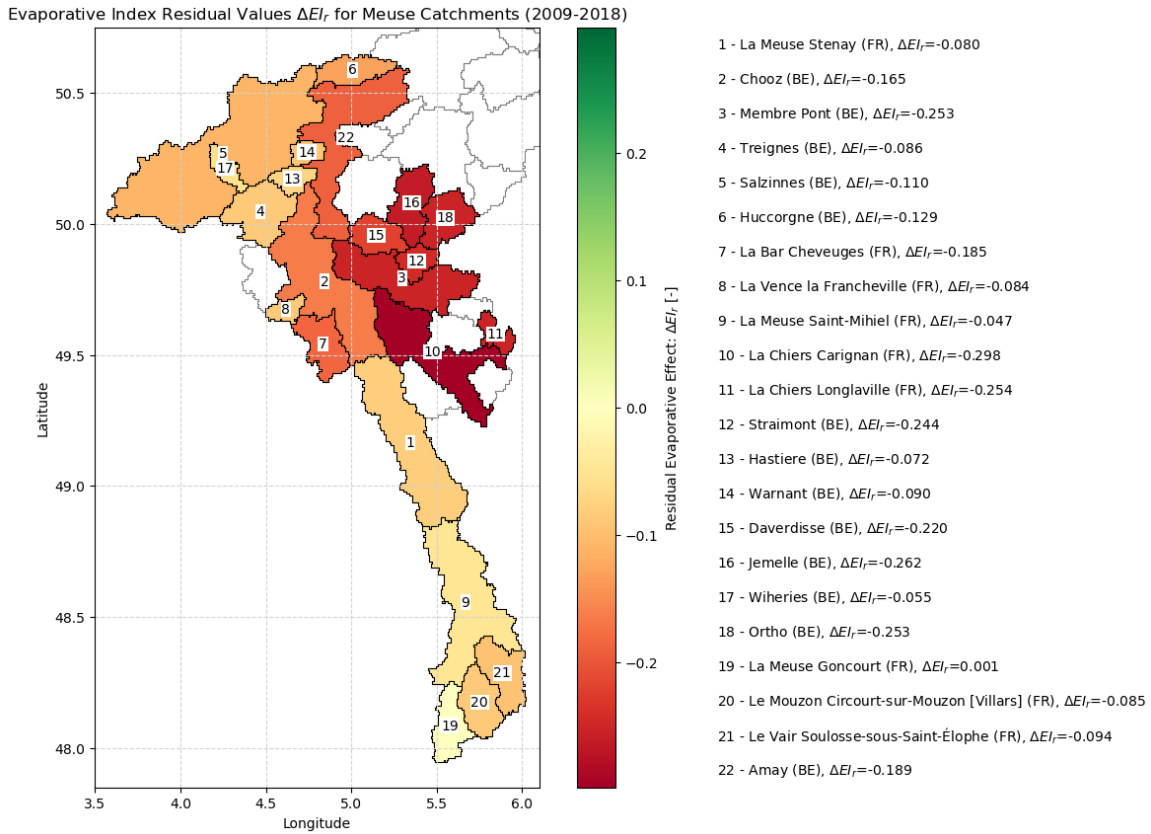 Evaporative Index Residual Values ΔEIᵣ for Meuse Catchments (2009-2018)
50.5
50.0
49.5
49.0
48.5
48.0
Latitude
3.5
4.0
4.5
5.0
5.5
6.0
Longitude
6
22
14
5
17
13
16
18
4
15
12
3
2
8
11
7
10
1
9
21
20
19
0.2
0.1
0.0
−0.1
−0.2
Residual Evaporative Effect: ΔEIᵣ [-]
1 - La Meuse Stenay (FR), ΔEIᵣ=-0.080
2 - Chooz (BE), ΔEIᵣ=-0.165
3 - Membre Pont (BE), ΔEIᵣ=-0.253
4 - Treignes (BE), ΔEIᵣ=-0.086
5 - Salzinnes (BE), ΔEIᵣ=-0.110
6 - Huccorgne (BE), ΔEIᵣ=-0.129
7 - La Bar Cheveuges (FR), ΔEIᵣ=-0.185
8 - La Vence la Francheville (FR), ΔEIᵣ=-0.084
9 - La Meuse Saint-Mihiel (FR), ΔEIᵣ=-0.047
10 - La Chiers Carignan (FR), ΔEIᵣ=-0.298
11 - La Chiers Longlaville (FR), ΔEIᵣ=-0.254
12 - Straimont (BE), ΔEIᵣ=-0.244
13 - Hastiere (BE), ΔEIᵣ=-0.072
14 - Warnant (BE), ΔEIᵣ=-0.090
15 - Daverdisse (BE), ΔEIᵣ=-0.220
16 - Jemelle (BE), ΔEIᵣ=-0.262
17 - Wiheries (BE), ΔEIᵣ=-0.055
18 - Ortho (BE), ΔEIᵣ=-0.253
19 - La Meuse Goncourt (FR), ΔEIᵣ=0.001
20 - Le Mouzon Circourt-sur-Mouzon [Villars] (FR), ΔEIᵣ=-0.085
21 - Le Vair Soulosse-sous-Saint-Élophe (FR), ΔEIᵣ=-0.094
22 - Amay (BE), ΔEIᵣ=-0.189